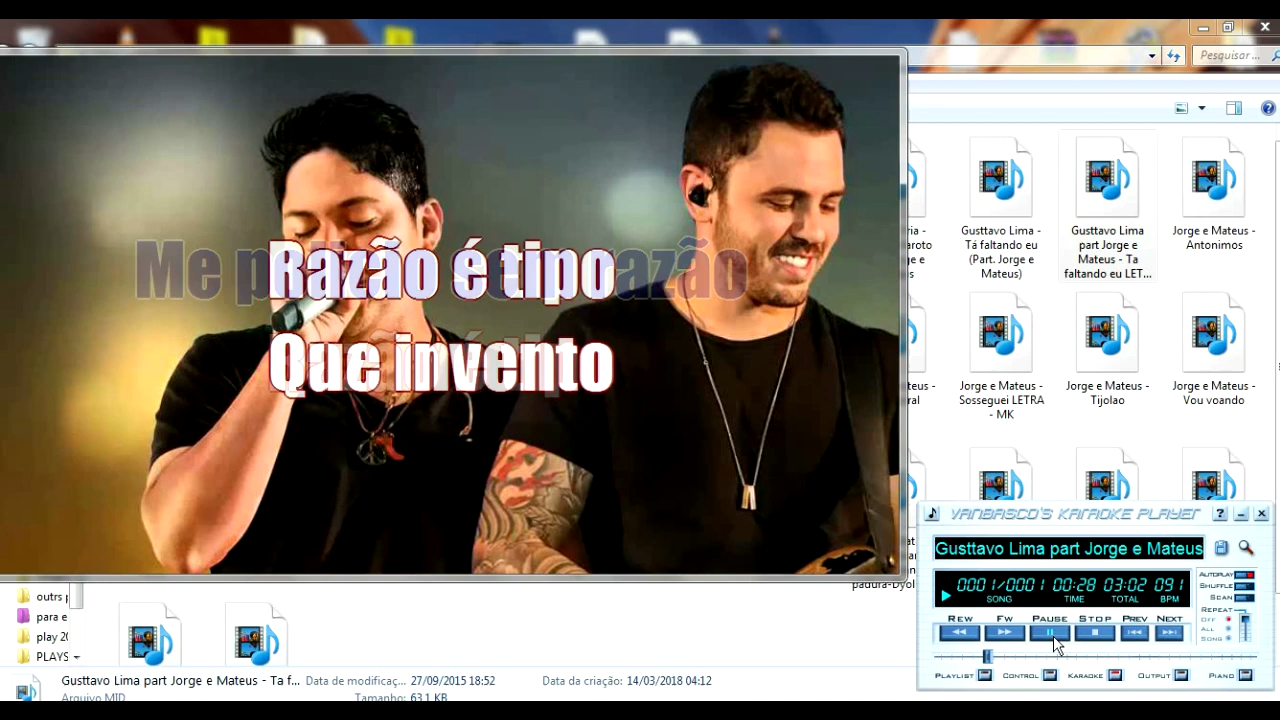 Pesquisar ...
Razão é tipo
Que invento
Me p
razão
Gusttavo Lima -
Tá faltando eu
(Part. Jorge e
Mateus)
Gusttavo Lima
part Jorge e
Mateus - Ta
faltando eu LET...
Jorge e Mateus -
Antonimos
Jorge e Mateus -
Sosseguei LETRA
- MK
Jorge e Mateus -
Tijolao
Jorge e Mateus -
Vou voando
VANBASCO'S KARAOKE PLAYER
Gusttavo Lima part Jorge e Mateus
0001/0001 00:28 03:02 091
SONG TIME TOTAL BPM
AUTOPLAY
SHUFFLE
SCAN
REPEAT
OFF
ALL
SONG
REW FW PAUSE STOP PREV NEXT
PLAYLIST CONTROL KARAOKE OUTPUT PIANO
padura-Dyol
outrs p
para e
play 20
PLAYS
Gusttavo Lima part Jorge e Mateus - Ta f... Data de modificaç... 27/09/2015 18:52 Data da criação: 14/03/2018 04:12
Arquivo MID Tamanho: 63,1 KB